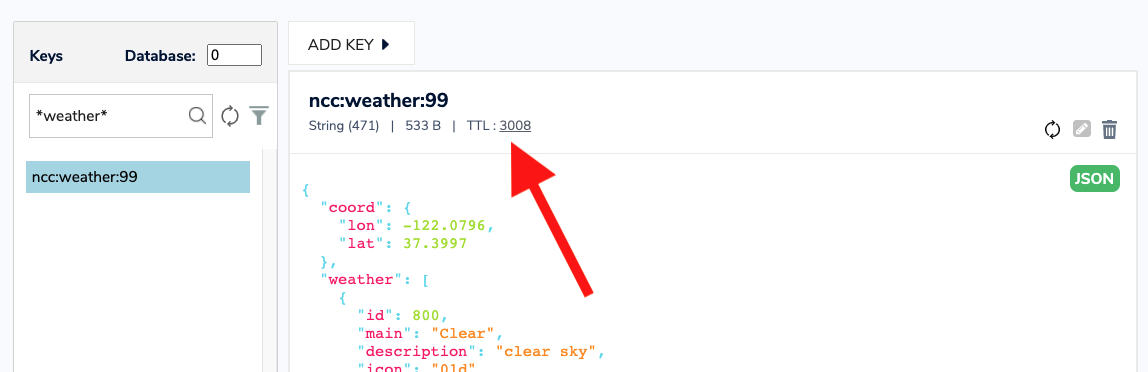 Keys Database: 0
*weather*
ncc:weather:99
ADD KEY
ncc:weather:99
String (471) | 533 B | TTL : 3008
JSON
{
"coord": {
"lon": -122.0796,
"lat": 37.3997
},
"weather": [
{
"id": 800,
"main": "Clear",
"description": "clear sky",
"icon": "01d"